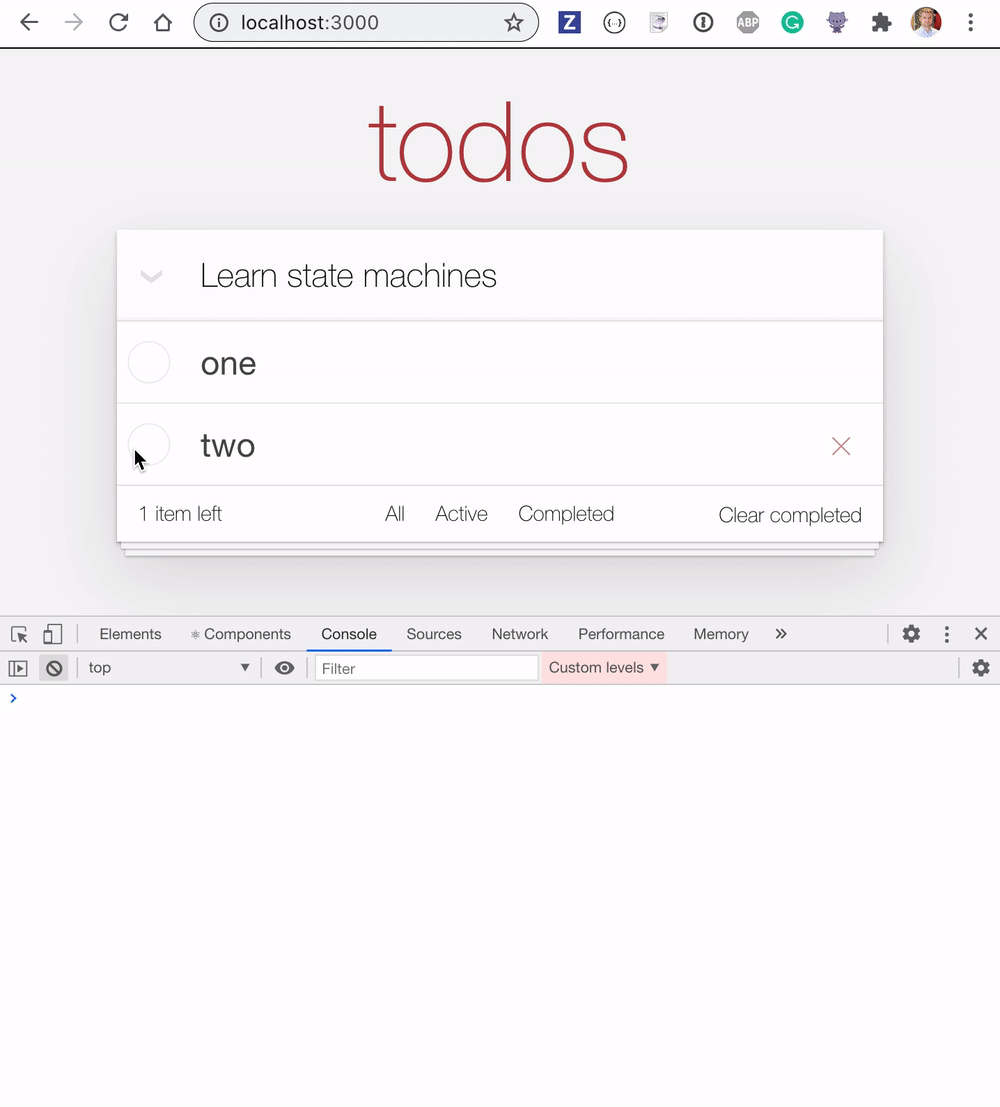 localhost:3000
Z
ABP
G
todos
Learn state machines
one
two
1 item left All Active Completed Clear completed
Elements Components Console Sources Network Performance Memory »
top Filter Custom levels